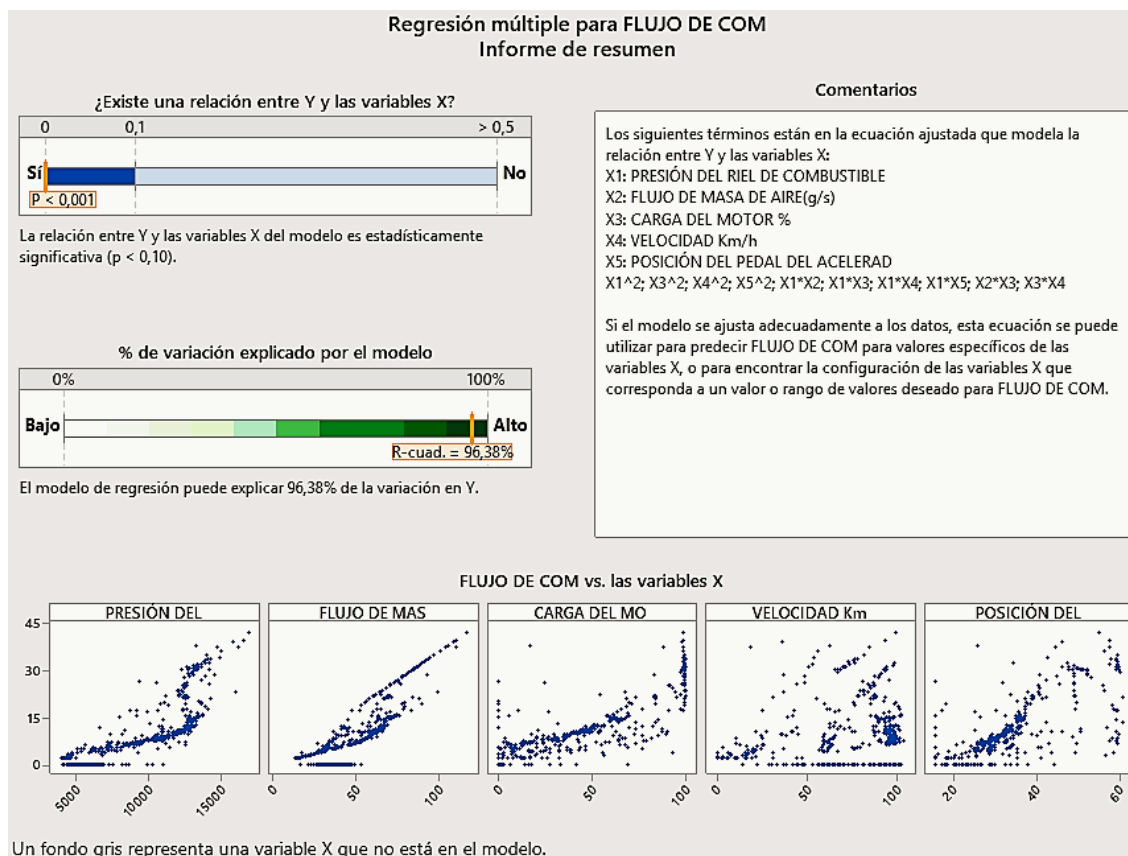 Regresión múltiple para FLUJO DE COM
Informe de resumen
¿Existe una relación entre Y y las variables X?
0 0,1 > 0,5
Sí No
P < 0,001
La relación entre Y y las variables X del modelo es estadísticamente
significativa (p < 0,10).
% de variación explicado por el modelo
0% 100%
Bajo Alto
R-cuad. = 96,38%
El modelo de regresión puede explicar 96,38% de la variación en Y.
Comentarios
Los siguientes términos están en la ecuación ajustada que modela la
relación entre Y y las variables X:
X1: PRESIÓN DEL RIEL DE COMBUSTIBLE
X2: FLUJO DE MASA DE AIRE(g/s)
X3: CARGA DEL MOTOR %
X4: VELOCIDAD Km/h
X5: POSICIÓN DEL PEDAL DEL ACELERAD
X1^2; X3^2; X4^2; X5^2; X1*X2; X1*X3; X1*X4; X1*X5; X2*X3; X3*X4
Si el modelo se ajusta adecuadamente a los datos, esta ecuación se puede
utilizar para predecir FLUJO DE COM para valores específicos de las
variables X, o para encontrar la configuración de las variables X que
corresponda a un valor o rango de valores deseado para FLUJO DE COM.
FLUJO DE COM vs. las variables X
PRESIÓN DEL FLUJO DE MAS CARGA DEL MO VELOCIDAD Km POSICIÓN DEL
45
30
15
0
5000 10000 15000 0 50 100 0 50 100 0 50 100 20 40 60
Un fondo gris representa una variable X que no está en el modelo.